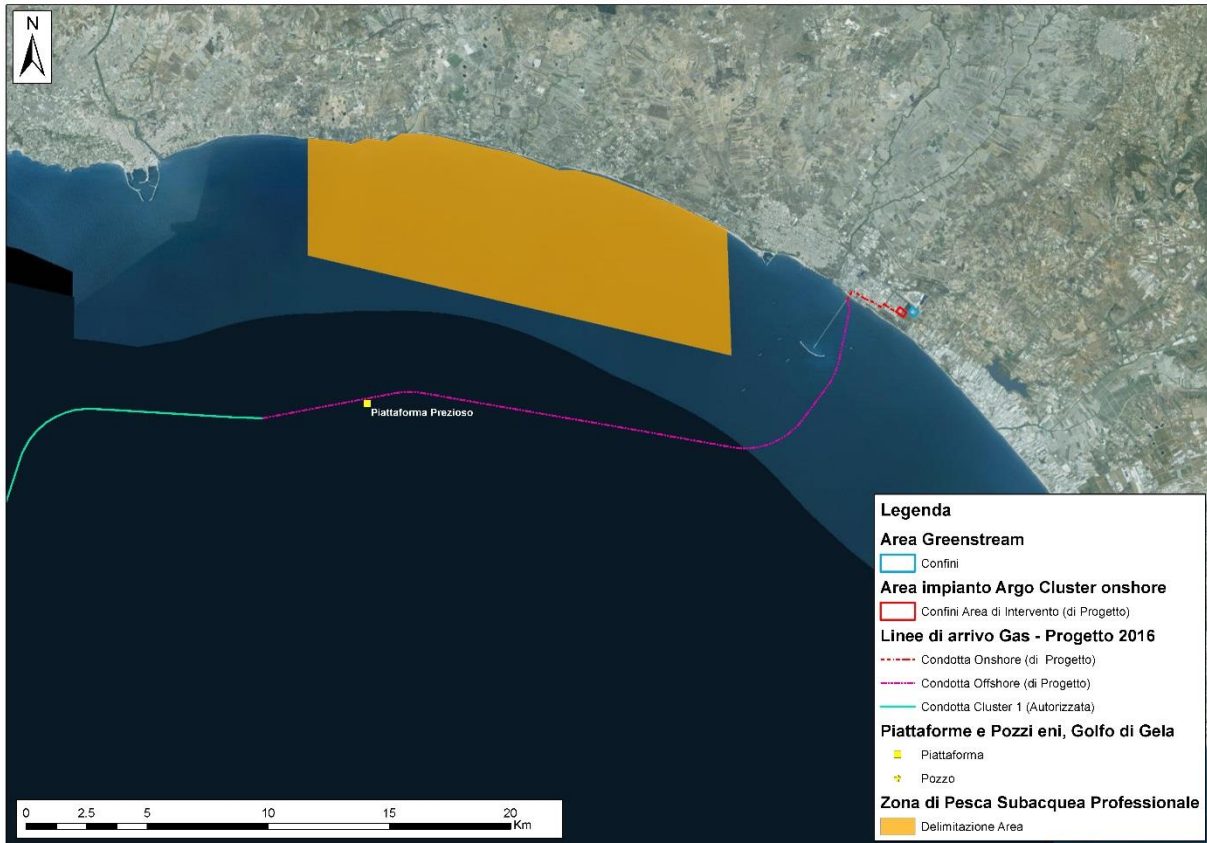 N
Piattaforma Prezioso
Legenda
Area Greenstream
Confini
Area impianto Argo Cluster onshore
Confini Area di Intervento (di Progetto)
Linee di arrivo Gas - Progetto 2016
Condotta Onshore (di Progetto)
Condotta Offshore (di Progetto)
Condotta Cluster 1 (Autorizzata)
Piattaforme e Pozzi eni, Golfo di Gela
Piattaforma
Pozzo
Zona di Pesca Subacquea Professionale
Delimitazione Area
0 2.5 5 10 15 20
Km